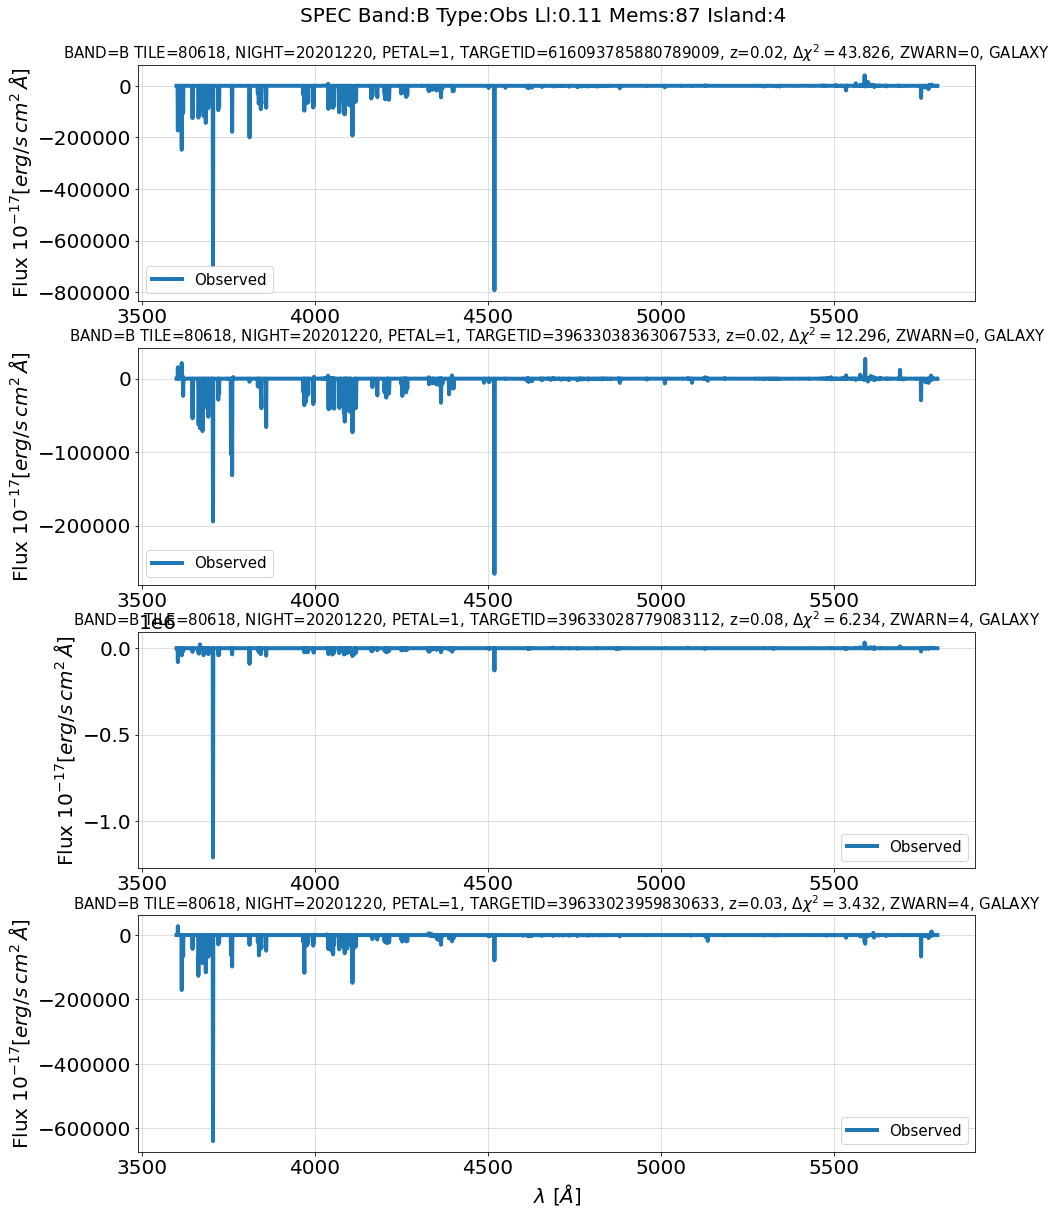 SPEC Band:B Type:Obs Ll:0.11 Mems:87 Island:4
BAND=B TILE=80618, NIGHT=20201220, PETAL=1, TARGETID=616093785880789009, z=0.02, Δχ² = 43.826, ZWARN=0, GALAXY
Flux 10⁻¹⁷[erg/s cm² Å]
0
−200000
−400000
−600000
−800000
Observed
3500 4000 4500 5000 5500
BAND=B TILE=80618, NIGHT=20201220, PETAL=1, TARGETID=39633038363067533, z=0.02, Δχ² = 12.296, ZWARN=0, GALAXY
Flux 10⁻¹⁷[erg/s cm² Å]
0
−100000
−200000
Observed
3500 4000 4500 5000 5500
1e6
BAND=B TILE=80618, NIGHT=20201220, PETAL=1, TARGETID=39633028779083112, z=0.08, Δχ² = 6.234, ZWARN=4, GALAXY
Flux 10⁻¹⁷[erg/s cm² Å]
0.0
−0.5
−1.0
Observed
3500 4000 4500 5000 5500
BAND=B TILE=80618, NIGHT=20201220, PETAL=1, TARGETID=39633023959830633, z=0.03, Δχ² = 3.432, ZWARN=4, GALAXY
Flux 10⁻¹⁷[erg/s cm² Å]
0
−200000
−400000
−600000
Observed
3500 4000 4500 5000 5500
λ [Å]